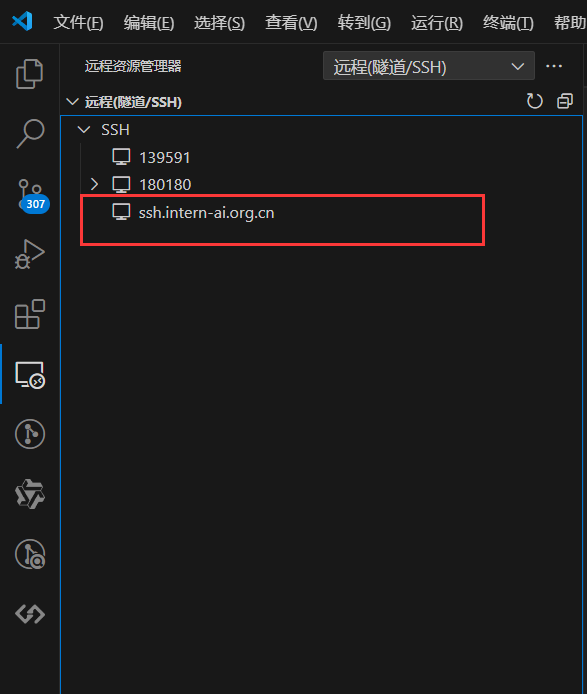 文件(F) 编辑(E) 选择(S) 查看(V) 转到(G) 运行(R) 终端(T) 帮助
远程资源管理器 远程(隧道/SSH)
远程(隧道/SSH)
SSH
139591
180180
ssh.intern-ai.org.cn
307